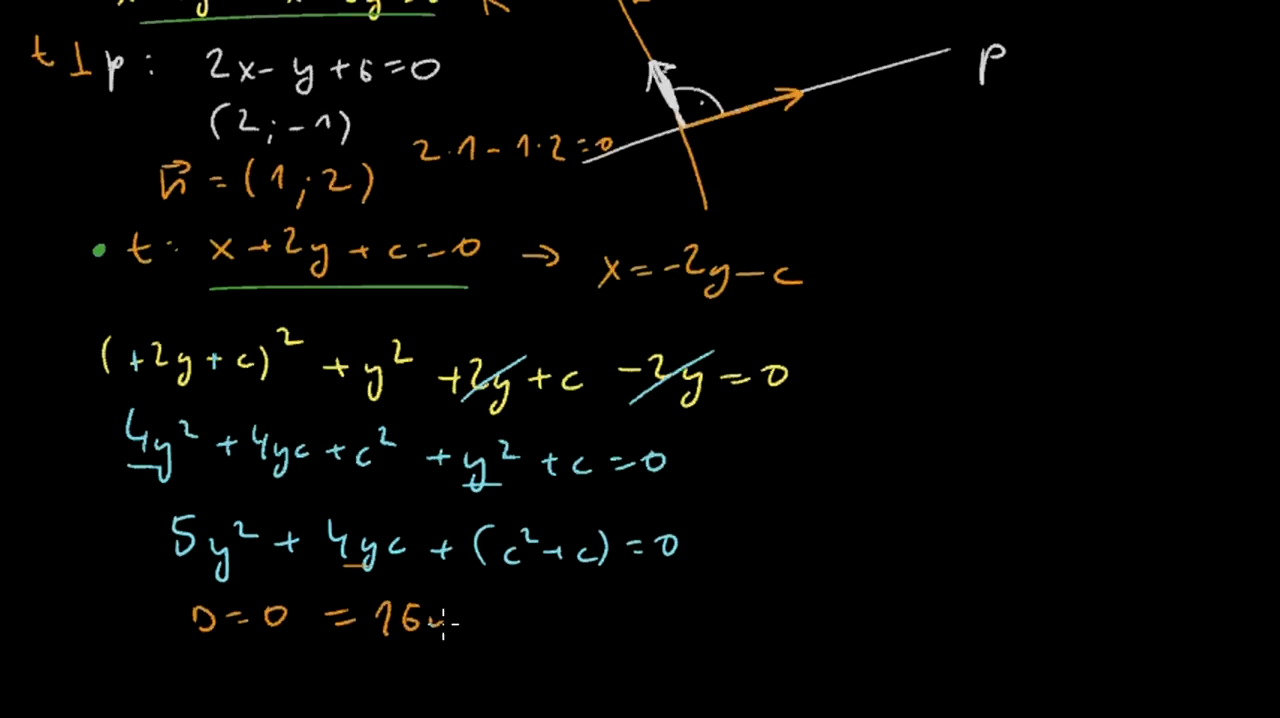 t ⊥ p : 2x - y + 6 = 0
p
(2; -1)
2·1 - 1·2 = 0
n⃗ = (1; 2)
• t: x + 2y + c = 0 → x = -2y - c
(+2y + c)² + y² +2y + c -2y = 0
4y² + 4yc + c² + y² + c = 0
5y² + 4yc + (c² + c) = 0
D = 0 = 16